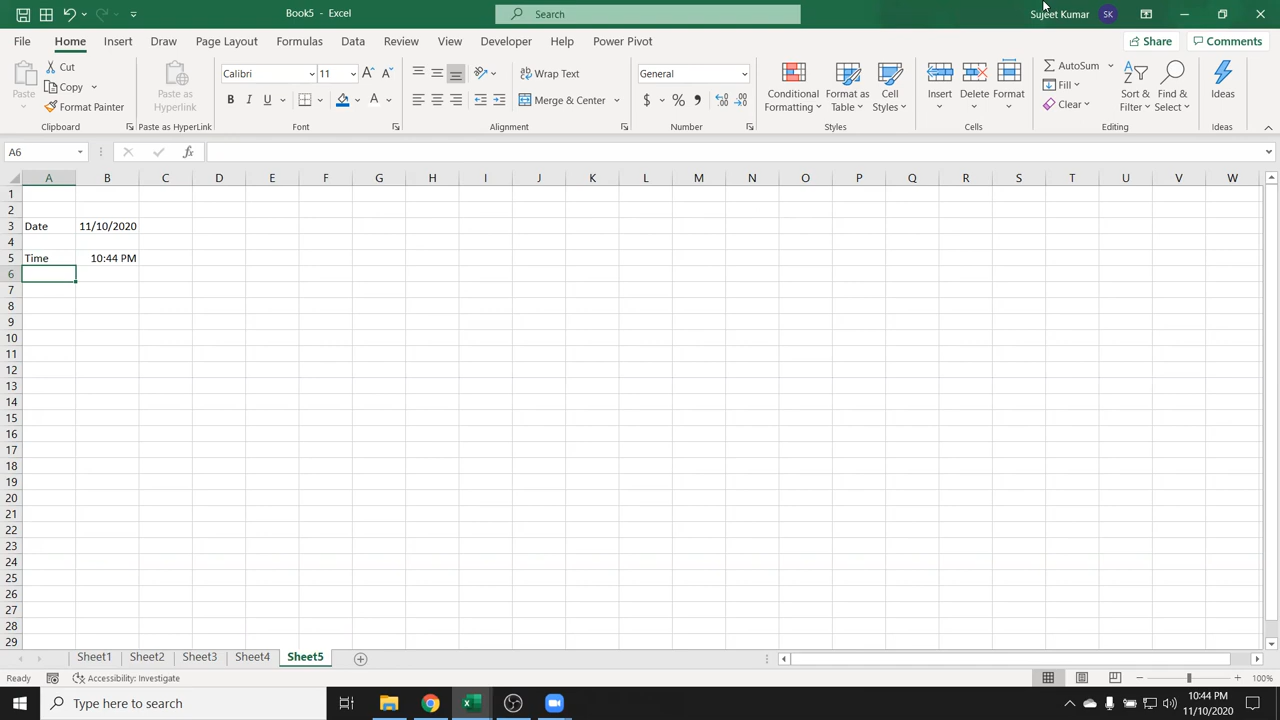 Book5 - Excel
Search
Sujeet Kumar
SK
File Home Insert Draw Page Layout Formulas Data Review View Developer Help Power Pivot
Share
Comments
Paste
Cut
Copy
Format Painter
Clipboard
Paste as
HyperLink
Paste as HyperLink
Calibri
11
B I U
Font
Wrap Text
Merge & Center
Alignment
General
$ % ,
Number
Conditional
Formatting
Format as
Table
Cell
Styles
Styles
Insert
Delete
Format
Cells
AutoSum
Fill
Clear
Sort &
Filter
Find &
Select
Editing
Ideas
Ideas
A6
fx
A B C D E F G H I J K L M N O P Q R S T U V W
1
2
3 Date 11/10/2020
4
5 Time 10:44 PM
6
7
8
9
10
11
12
13
14
15
16
17
18
19
20
21
22
23
24
25
26
27
28
29
Sheet1 Sheet2 Sheet3 Sheet4 Sheet5
Ready
Accessibility: Investigate
100%
Type here to search
10:44 PM
11/10/2020